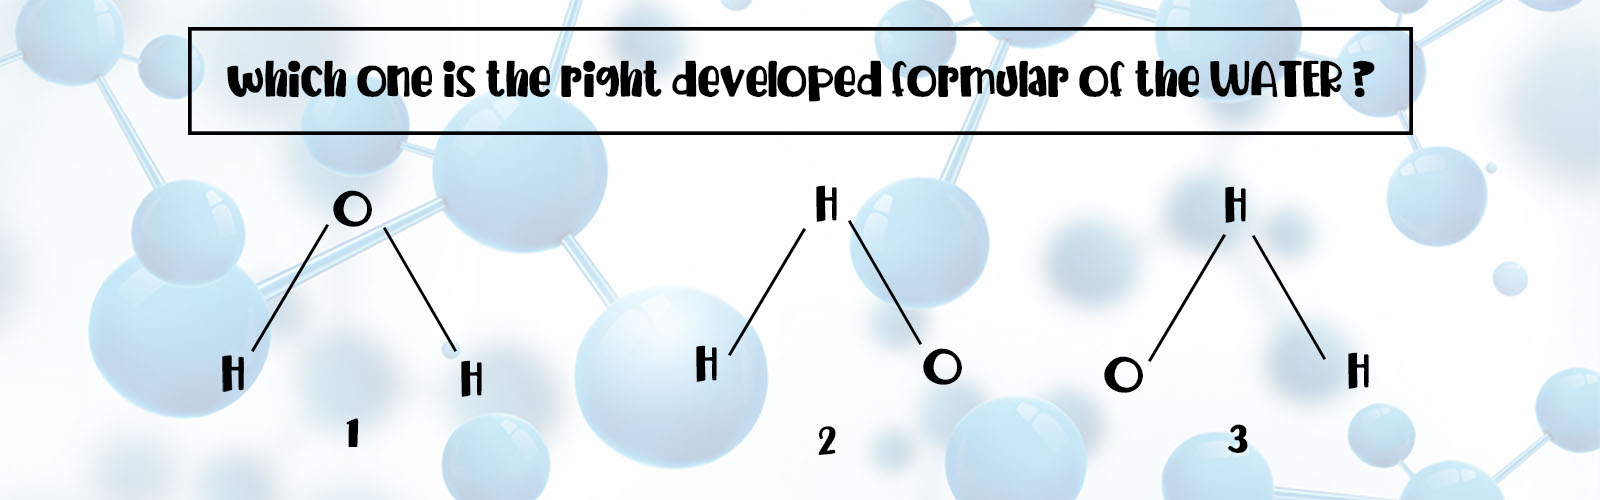 Which one is the right developed formular of the WATER ?
O H H
H H O O H H
1 2 3